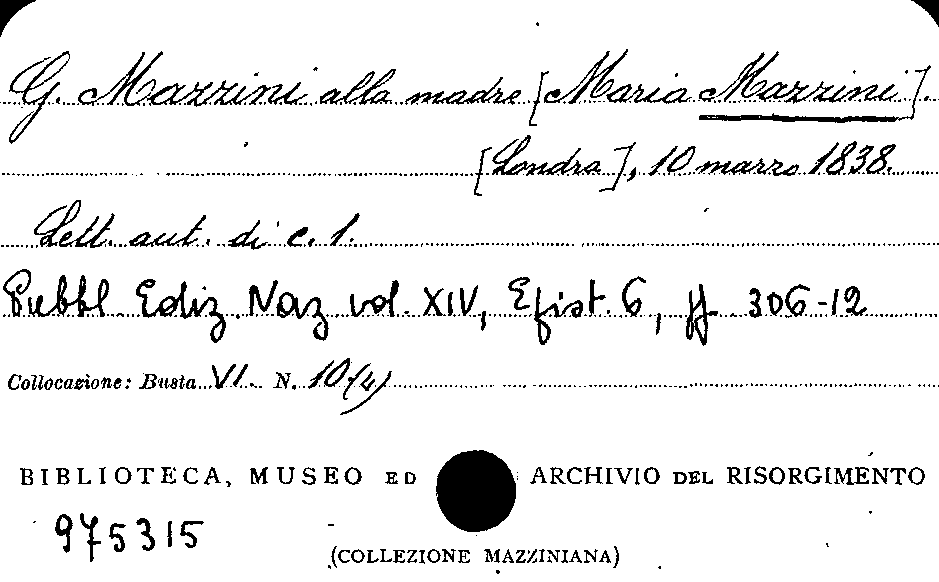 G. Mazzini alla madre [Maria Mazzini].
[Londra], 10 marzo 1838.
Lett. aut. di c. 1.
Pubbl. Ediz. Naz vol. XIV, Epist. 6, pp. 306-12
Collocazione: Busta VI. N. 10(4)
BIBLIOTECA, MUSEO ED ARCHIVIO DEL RISORGIMENTO
975315
(COLLEZIONE MAZZINIANA)